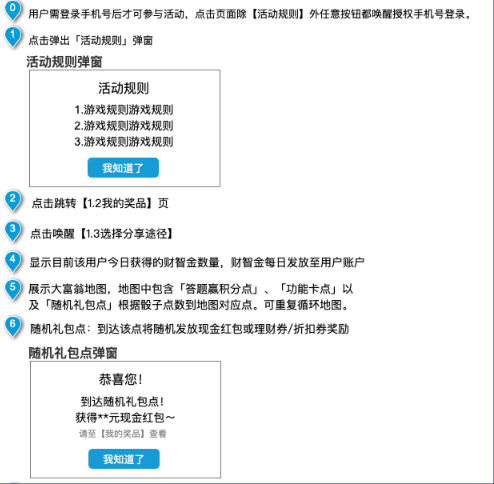 0 用户需登录手机号后才可参与活动，点击页面除【活动规则】外任意按钮都唤醒授权手机号登录。
1 点击弹出「活动规则」弹窗
活动规则弹窗
活动规则
1.游戏规则游戏规则
2.游戏规则游戏规则
3.游戏规则游戏规则
我知道了
2 点击跳转【1.2我的奖品】页
3 点击唤醒【1.3选择分享途径】
4 显示目前该用户今日获得的财智金数量，财智金每日发放至用户账户
5 展示大富翁地图，地图中包含「答题赢积分点」、「功能卡点」以
及「随机礼包点」根据骰子点数到地图对应点。可重复循环地图。
6 随机礼包点：到达该点将随机发放现金红包或理财券/折扣券奖励
随机礼包点弹窗
恭喜您！
到达随机礼包点！
获得**元现金红包～
请至【我的奖品】查看
我知道了